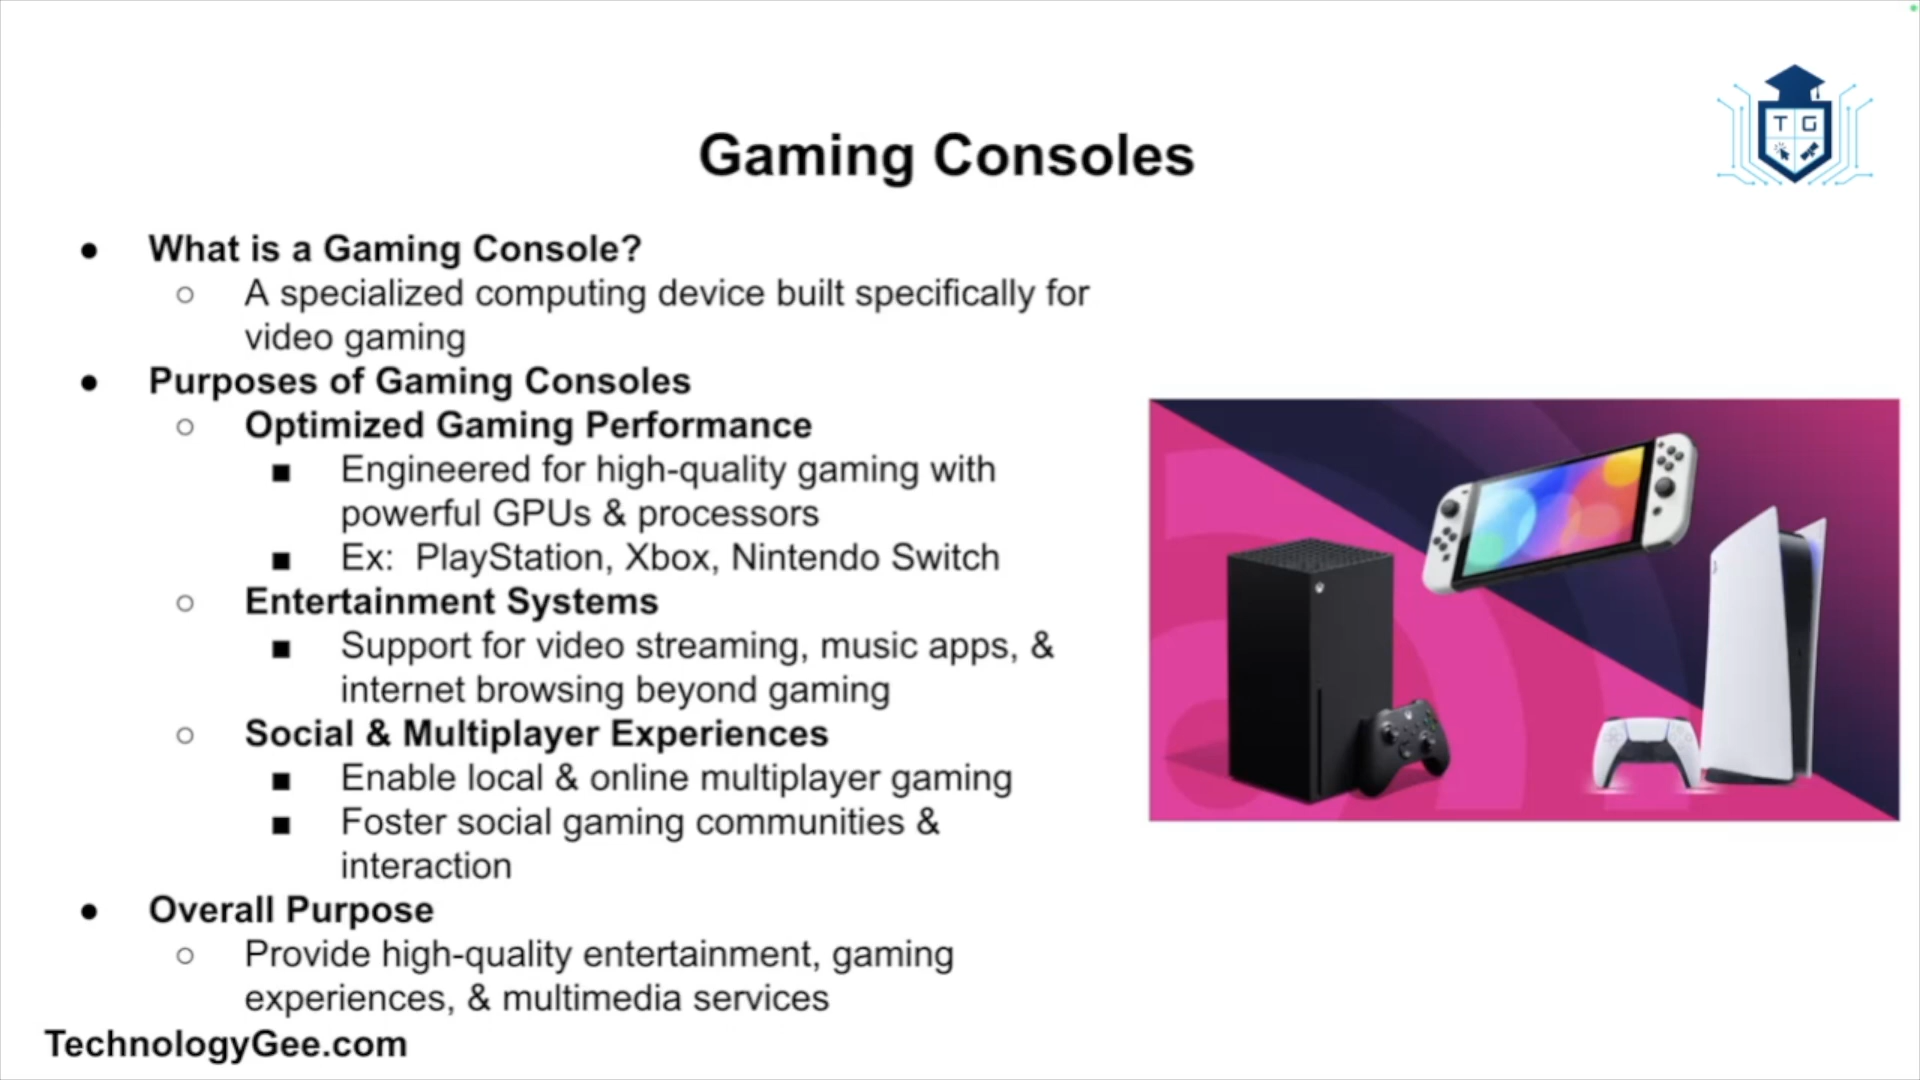 T G
Gaming Consoles
● What is a Gaming Console?
○ A specialized computing device built specifically for
video gaming
● Purposes of Gaming Consoles
○ Optimized Gaming Performance
■ Engineered for high-quality gaming with
powerful GPUs & processors
■ Ex:  PlayStation, Xbox, Nintendo Switch
○ Entertainment Systems
■ Support for video streaming, music apps, &
internet browsing beyond gaming
○ Social & Multiplayer Experiences
■ Enable local & online multiplayer gaming
■ Foster social gaming communities &
interaction
● Overall Purpose
○ Provide high-quality entertainment, gaming
experiences, & multimedia services
TechnologyGee.com